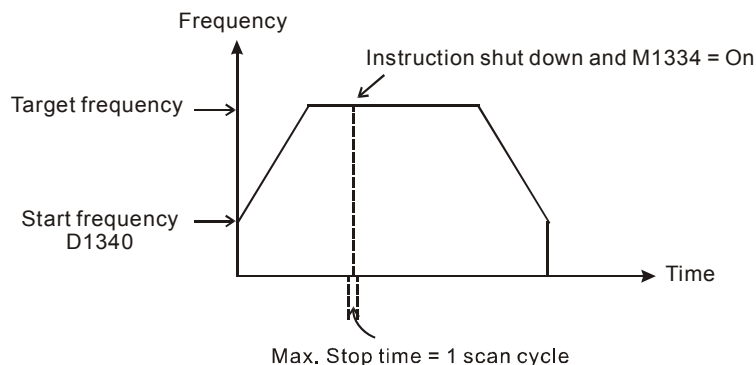 Frequency
Instruction shut down and M1334 = On
Target frequency
Start frequency
D1340
Time
Max. Stop time = 1 scan cycle